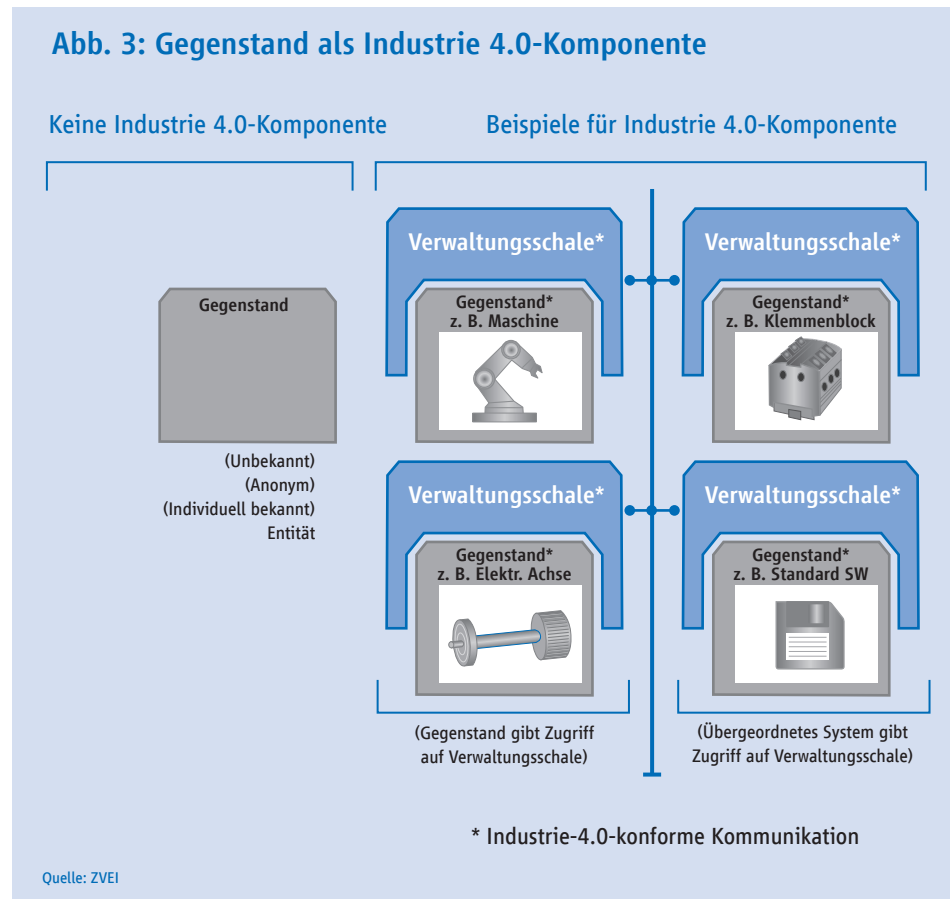 Abb. 3: Gegenstand als Industrie 4.0-Komponente
Keine Industrie 4.0-Komponente
Beispiele für Industrie 4.0-Komponente
Gegenstand
(Unbekannt)
(Anonym)
(Individuell bekannt)
Entität
Verwaltungsschale*
Gegenstand*
z. B. Maschine
Verwaltungsschale*
Gegenstand*
z. B. Klemmenblock
Verwaltungsschale*
Gegenstand*
z. B. Elektr. Achse
Verwaltungsschale*
Gegenstand*
z. B. Standard SW
(Gegenstand gibt Zugriff
auf Verwaltungsschale)
(Übergeordnetes System gibt
Zugriff auf Verwaltungsschale)
* Industrie-4.0-konforme Kommunikation
Quelle: ZVEI